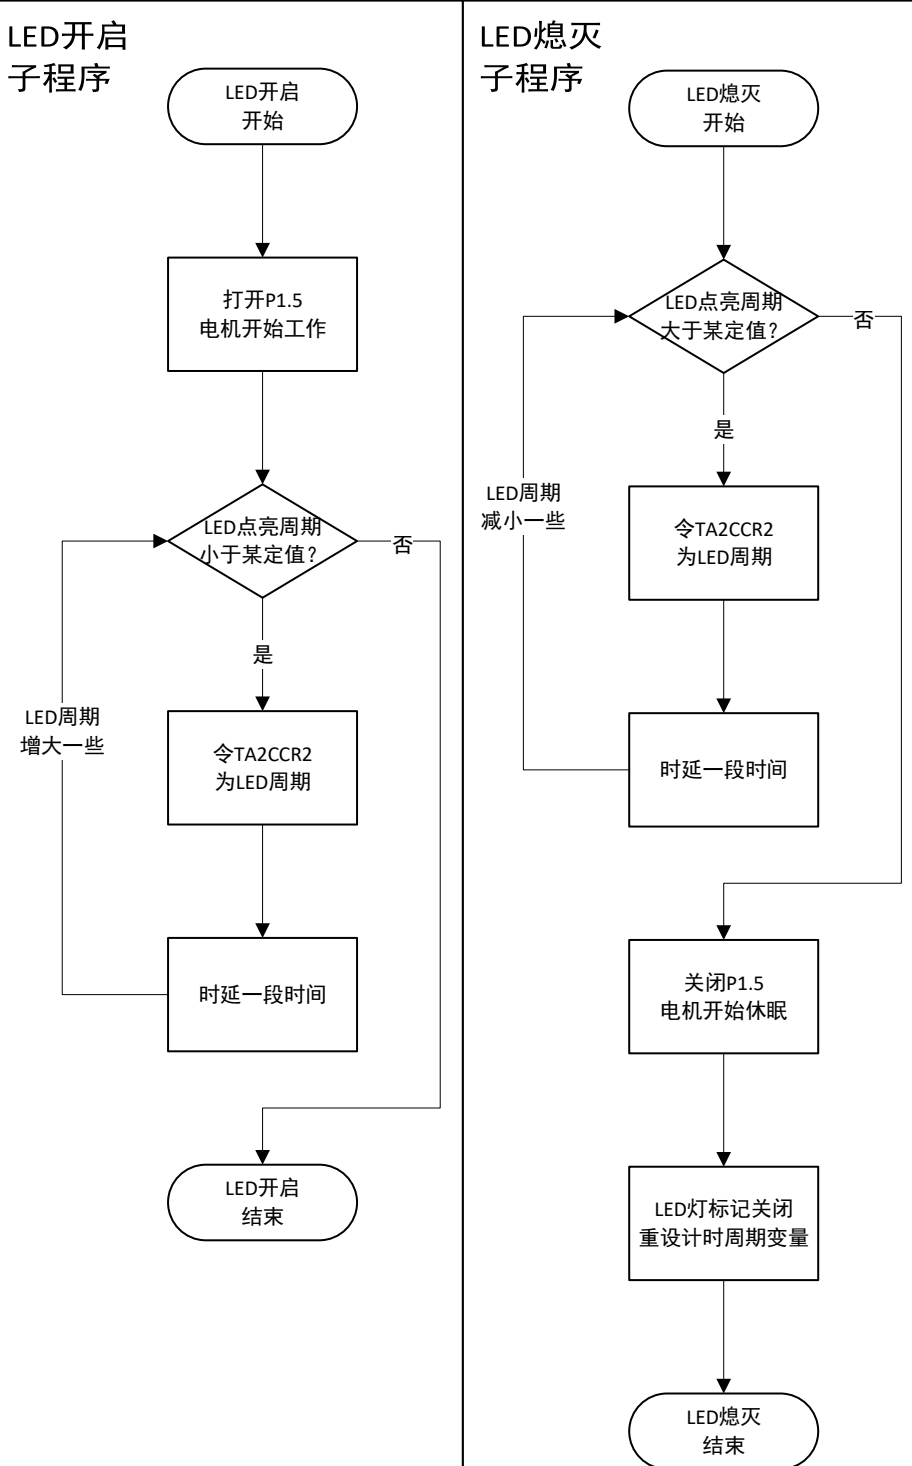 LED开启
子程序
LED开启
开始
打开P1.5
电机开始工作
LED点亮周期
小于某定值？
否
是
LED周期
增大一些
令TA2CCR2
为LED周期
时延一段时间
LED开启
结束
LED熄灭
子程序
LED熄灭
开始
LED点亮周期
大于某定值？
否
是
LED周期
减小一些
令TA2CCR2
为LED周期
时延一段时间
关闭P1.5
电机开始休眠
LED灯标记关闭
重设计时周期变量
LED熄灭
结束